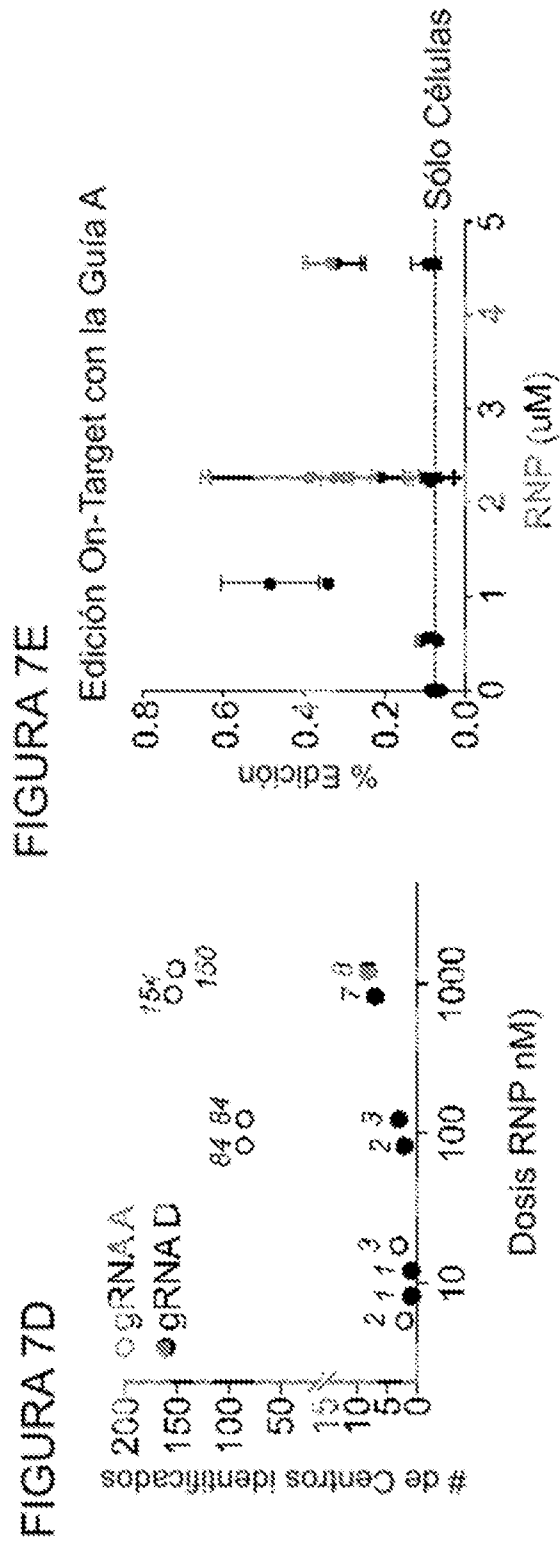 FIGURA 7D
gRNA A
gRNA D
# de Centros identificados
200
150
100
50
15
10
5
0
2 1 1 3
84 84
2 3
160
7 8
10
100
1000
Dosis RNP nM)
FIGURA 7E
Edición On-Target con la Guía A
% Edición
0.8
0.6
0.4
0.2
0.0
Sólo Células
0
1
2
3
4
5
RNP (uM)